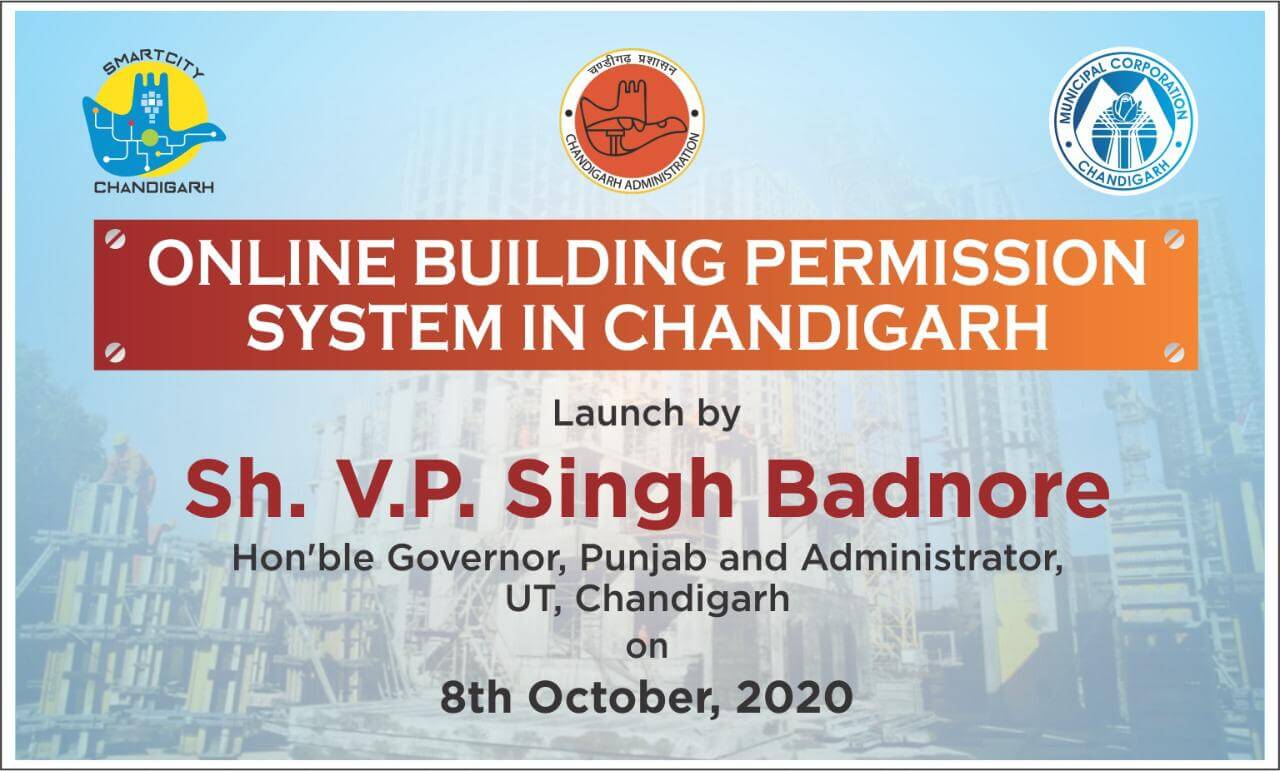 SMARTCITY
CHANDIGARH
चण्डीगढ़ प्रशासन
CHANDIGARH ADMINISTRATION
MUNICIPAL CORPORATION
CHANDIGARH
ONLINE BUILDING PERMISSION
SYSTEM IN CHANDIGARH
Launch by
Sh. V.P. Singh Badnore
Hon'ble Governor, Punjab and Administrator,
UT, Chandigarh
on
8th October, 2020